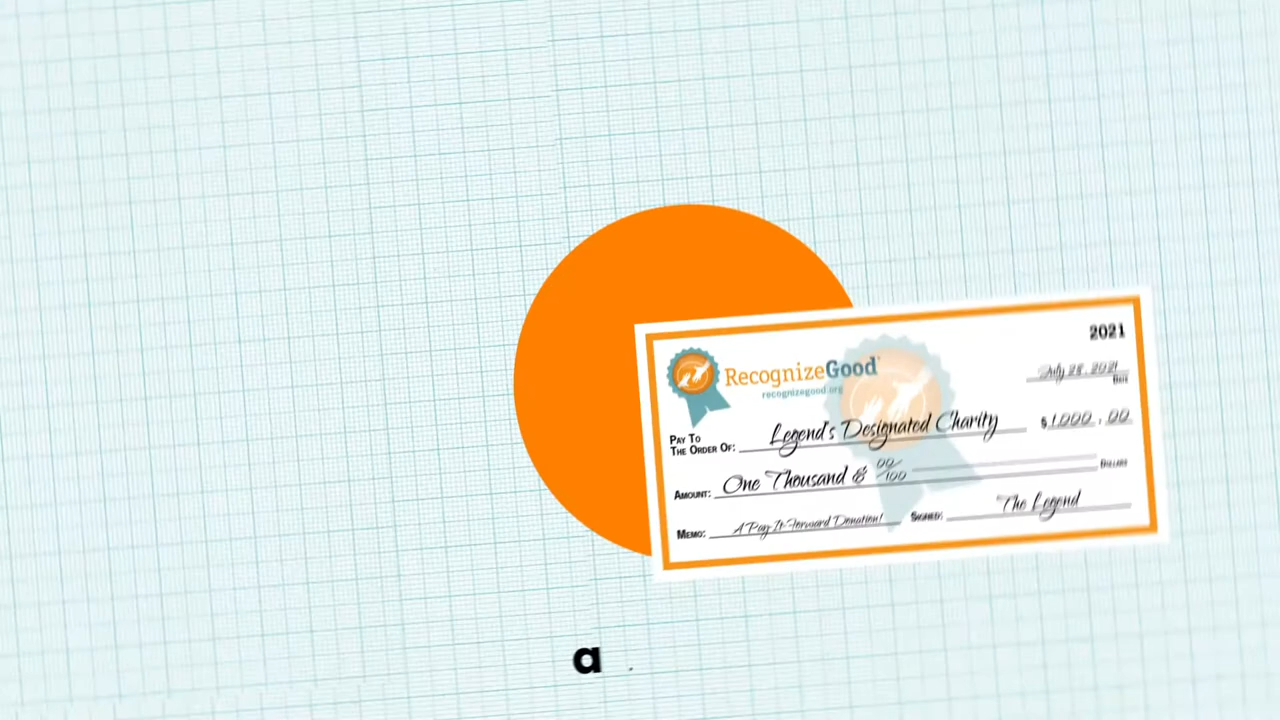 2021
RecognizeGood
recognizegood.org
July 28, 2021
DATE
PAY TO
THE ORDER OF: Legend's Designated Charity $ 1,000 . 00
AMOUNT: One Thousand & 00/100 DOLLARS
MEMO: A Pay It Forward Donation! SIGNED: The Legend
a